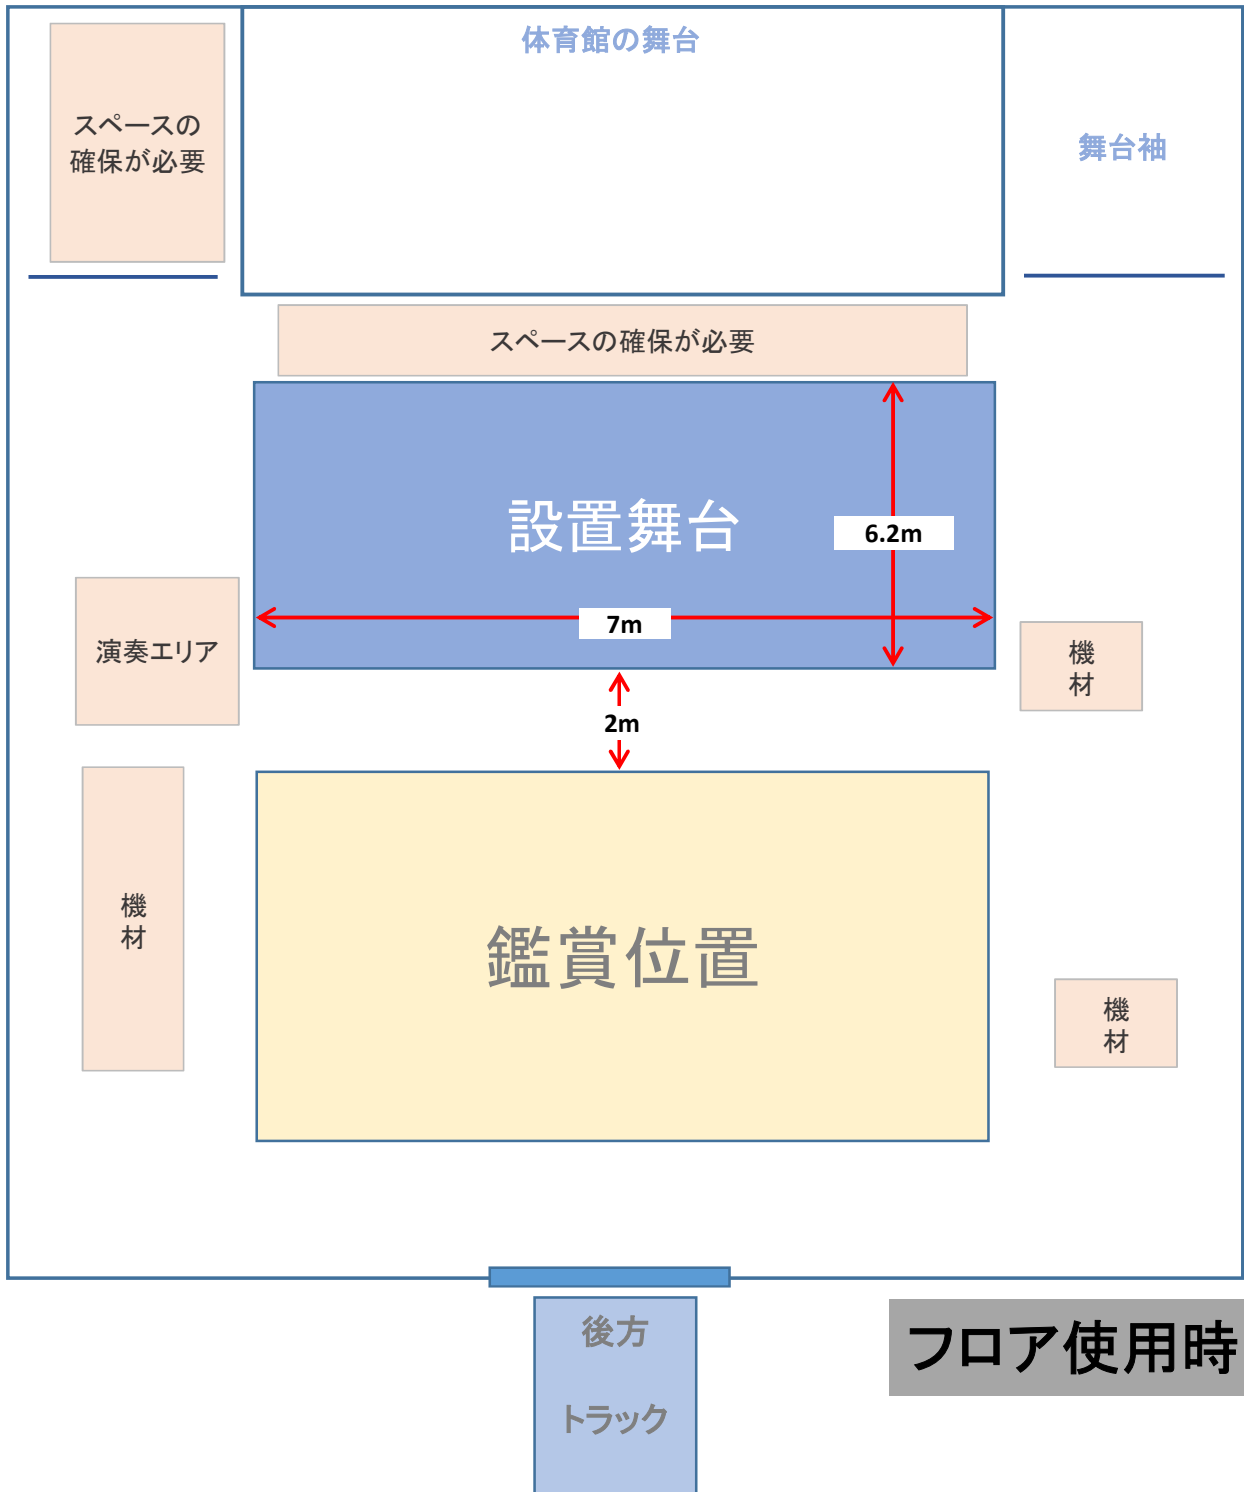 体育館の舞台
スペースの
確保が必要
舞台袖
スペースの確保が必要
設置舞台
6.2m
7m
演奏エリア
機
材
2m
機
材
鑑賞位置
機
材
後方
トラック
フロア使用時